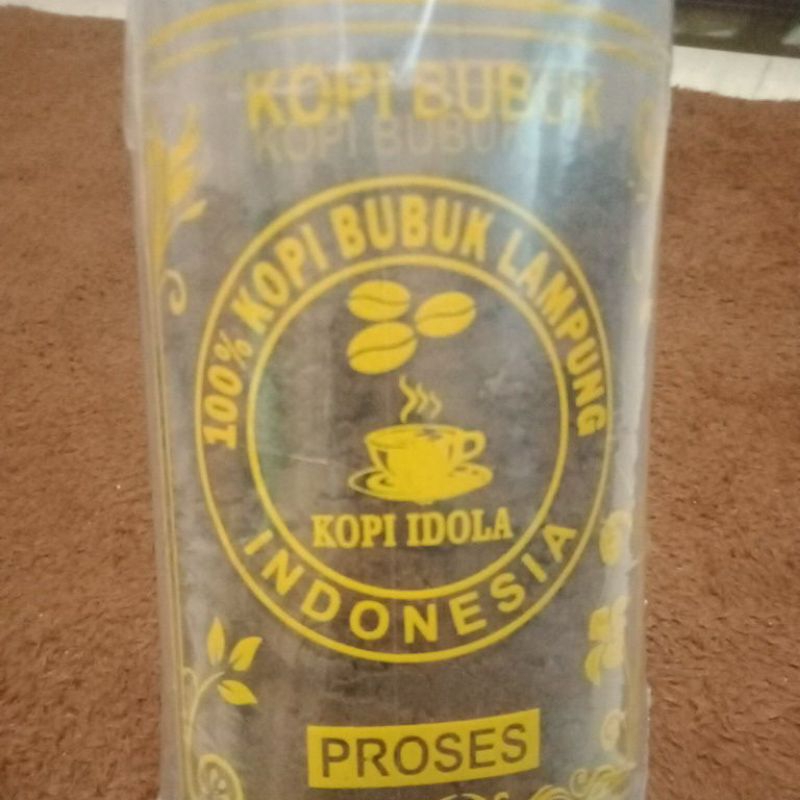 KOPI BUBUK
100% KOPI BUBUK LAMPUNG
KOPI IDOLA
INDONESIA
PROSES